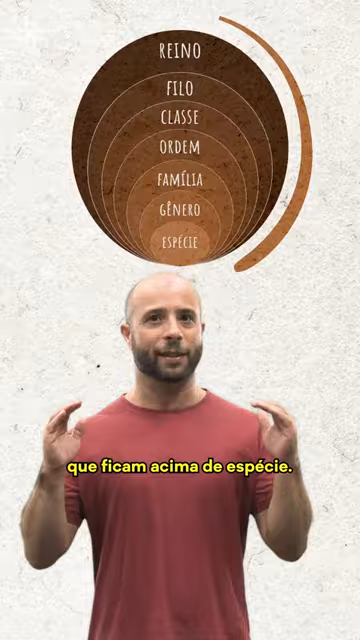 REINO
FILO
CLASSE
ORDEM
FAMÍLIA
GÊNERO
ESPÉCIE
que ficam acima de espécie.